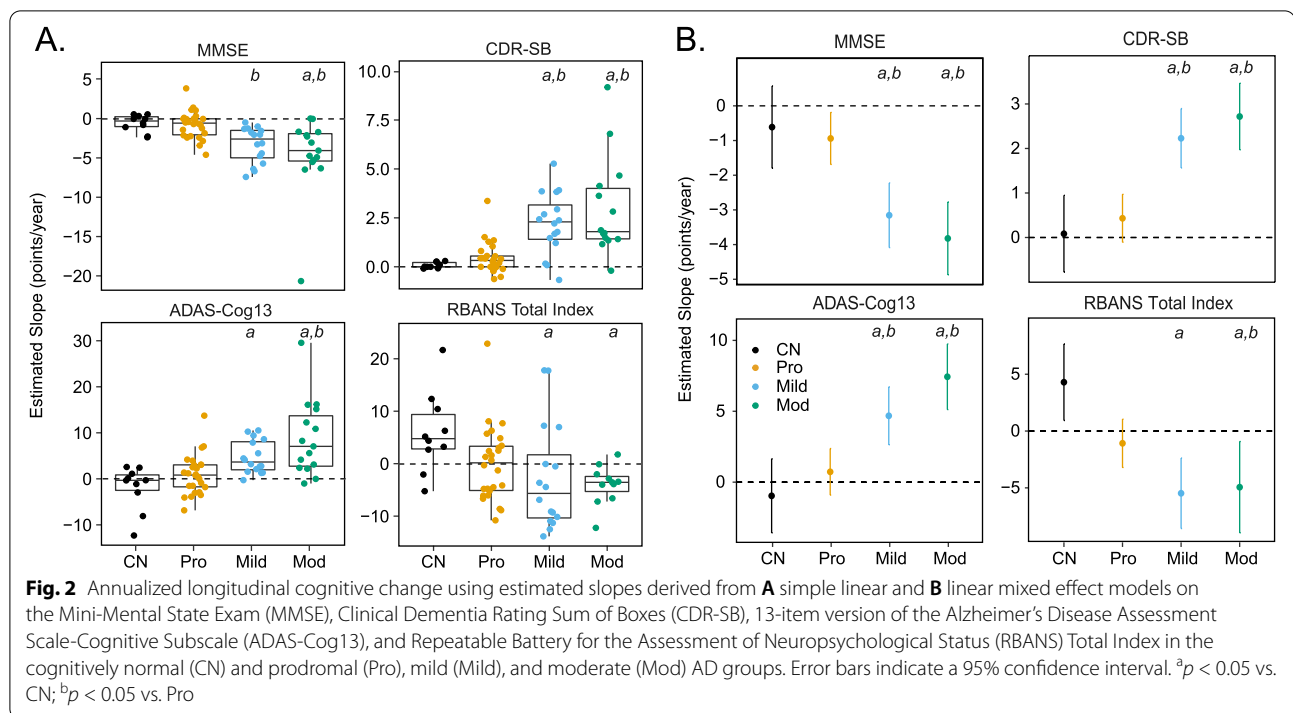 A.
MMSE
CDR-SB
b
a,b
a,b
a,b
5
0
−5
−10
−15
−20
10.0
7.5
5.0
2.5
0.0
Estimated Slope (points/year)
ADAS-Cog13
RBANS Total Index
a
a,b
a
a
30
20
10
0
−10
20
10
0
−10
CN
Pro
Mild
Mod
CN
Pro
Mild
Mod
B.
MMSE
CDR-SB
a,b
a,b
a,b
a,b
0
−1
−2
−3
−4
−5
3
2
1
0
Estimated Slope (points/year)
ADAS-Cog13
RBANS Total Index
a,b
a,b
a
a,b
10
5
0
5
0
−5
CN
Pro
Mild
Mod
CN
Pro
Mild
Mod
CN
Pro
Mild
Mod
Fig. 2 Annualized longitudinal cognitive change using estimated slopes derived from A simple linear and B linear mixed effect models on
the Mini-Mental State Exam (MMSE), Clinical Dementia Rating Sum of Boxes (CDR-SB), 13-item version of the Alzheimer's Disease Assessment
Scale-Cognitive Subscale (ADAS-Cog13), and Repeatable Battery for the Assessment of Neuropsychological Status (RBANS) Total Index in the
cognitively normal (CN) and prodromal (Pro), mild (Mild), and moderate (Mod) AD groups. Error bars indicate a 95% confidence interval. ᵃp < 0.05 vs.
CN; ᵇp < 0.05 vs. Pro